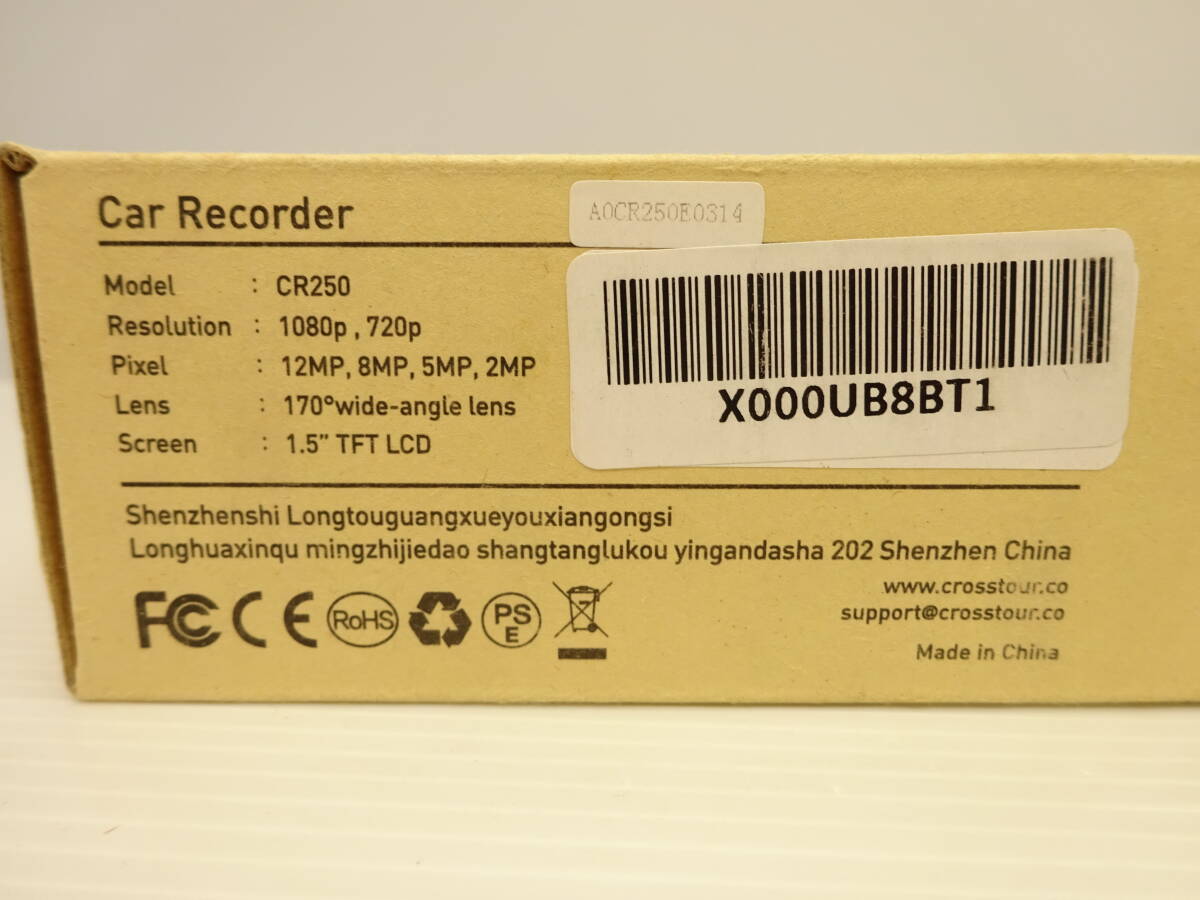 Car Recorder
A0CR250E0314
Model : CR250
Resolution : 1080p , 720p
Pixel : 12MP, 8MP, 5MP, 2MP
Lens : 170°wide-angle lens
Screen : 1.5” TFT LCD
X000UB8BT1
Shenzhenshi Longtouguangxueyouxiangongsi
Longhuaxinqu mingzhijiedao shangtanglukou yingandasha 202 Shenzhen China
www.crosstour.co
support@crosstour.co
FC CE RoHS PS E
Made in China